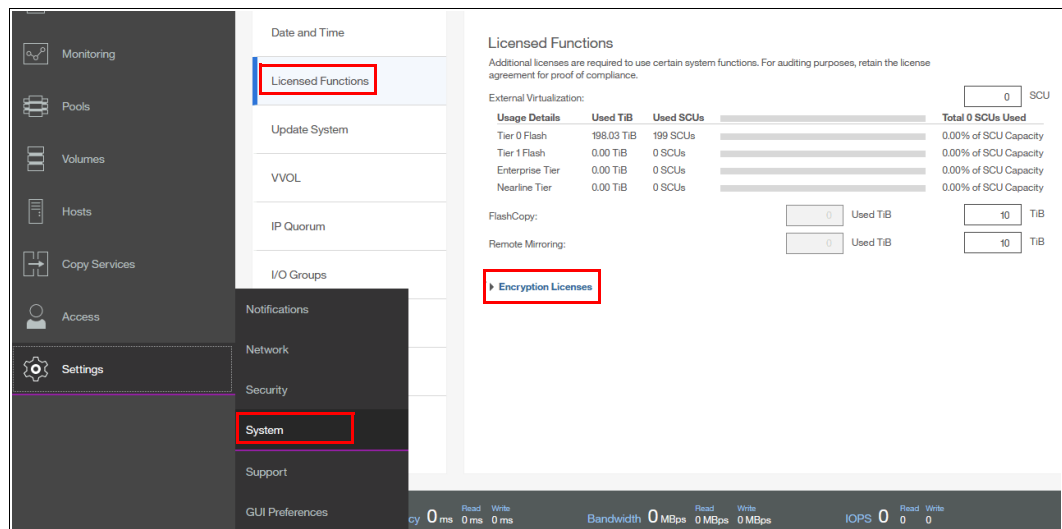 Monitoring
Pools
Volumes
Hosts
Copy Services
Access
Settings
Date and Time
Licensed Functions
Update System
VVOL
IP Quorum
I/O Groups
Notifications
Network
Security
System
Support
GUI Preferences
Licensed Functions
Additional licenses are required to use certain system functions. For auditing purposes, retain the license
agreement for proof of compliance.
External Virtualization: 0 SCU
Usage Details Used TiB Used SCUs Total 0 SCUs Used
Tier 0 Flash 198.03 TiB 199 SCUs 0.00% of SCU Capacity
Tier 1 Flash 0.00 TiB 0 SCUs 0.00% of SCU Capacity
Enterprise Tier 0.00 TiB 0 SCUs 0.00% of SCU Capacity
Nearline Tier 0.00 TiB 0 SCUs 0.00% of SCU Capacity
FlashCopy: 0 Used TiB 10 TiB
Remote Mirroring: 0 Used TiB 10 TiB
Encryption Licenses
cy 0 ms Read 0 ms Write 0 ms
Bandwidth 0 MBps Read 0 MBps Write 0 MBps
IOPS 0 Read 0 Write 0